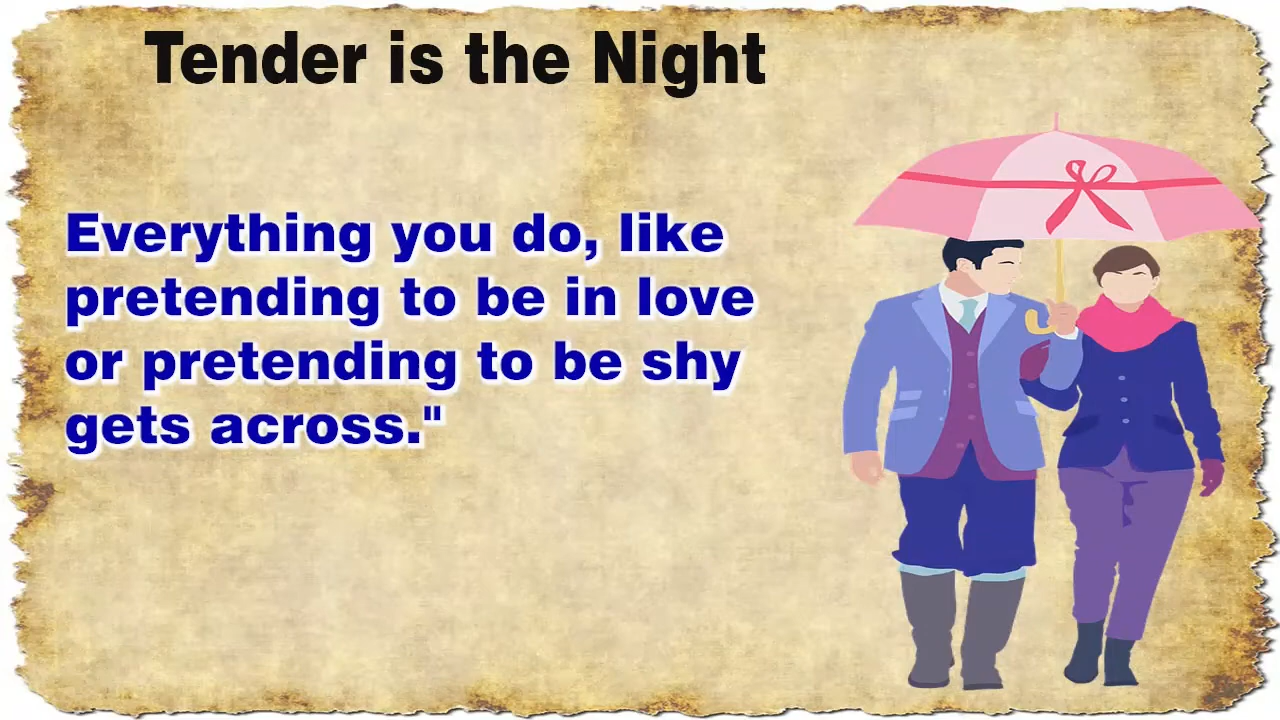 Tender is the Night
Everything you do, like
pretending to be in love
or pretending to be shy
gets across."